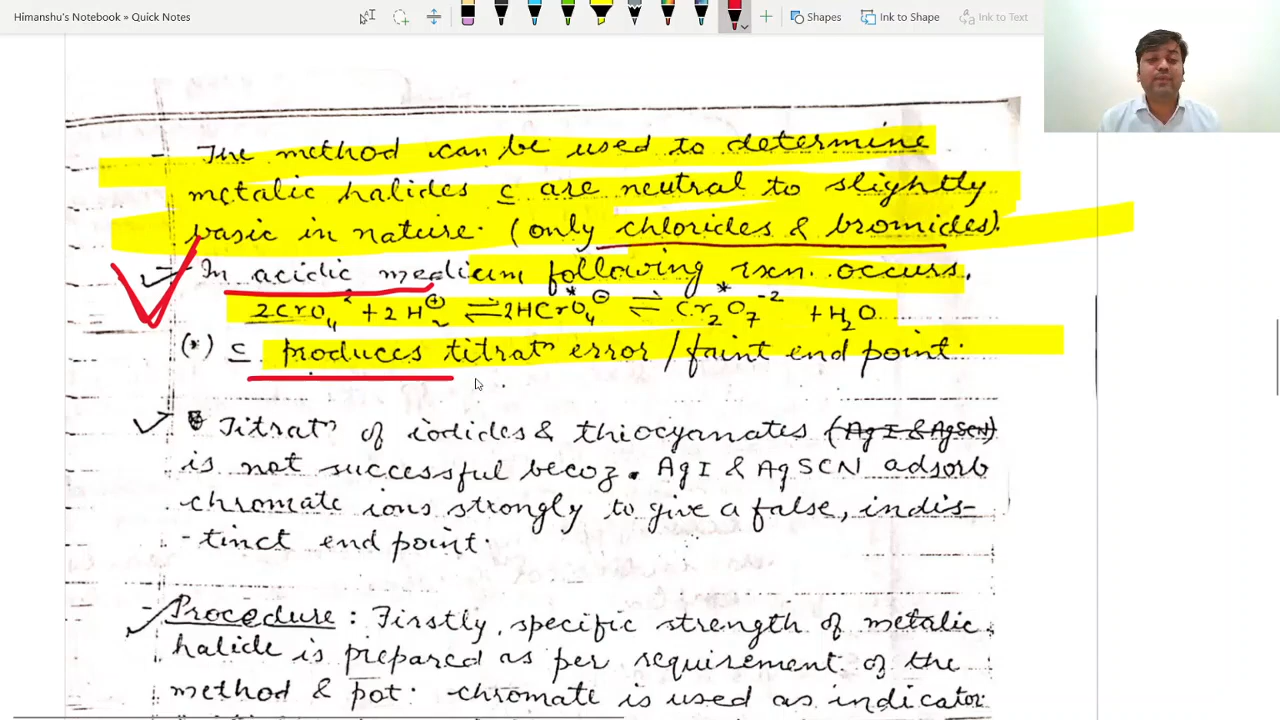 Himanshu's Notebook » Quick Notes
Shapes
Ink to Shape
Ink to Text
- The method can be used to determine
metalic halides c are neutral to slightly
basic in nature. (only chlorides & bromides).
- In acidic medium following rxn. occurs.
2CrO₄⁻² + 2H⊕ ⇌ 2HCrO₄*⊖ ⇌ Cr₂O₇*⁻² + H₂O
(*) c produces titratⁿ error / faint end point.
Titratⁿ of iodides & thiocyanates (AgI & AgSCN)
is not successful becoz. AgI & AgSCN adsorb
chromate ions strongly to give a false, indis-
-tinct end point.
- Procedure : Firstly, specific strength of metalic
halide is prepared as per requirement of the
method & pot. chromate is used as indicator.